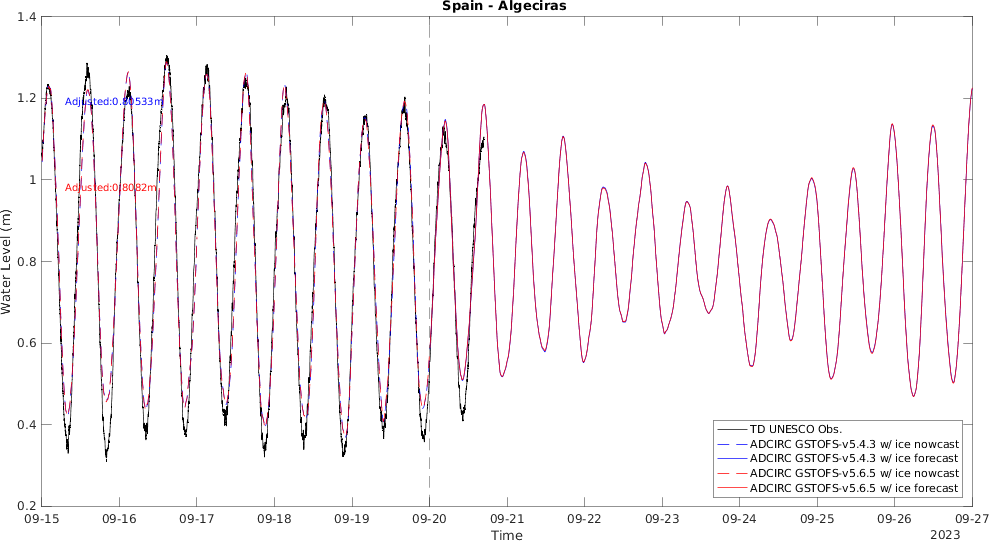 Spain - Algeciras
1.4
1.2
1
0.8
0.6
0.4
0.2
Water Level (m)
Adjusted:0.80533m
Adjusted:0.8082m
TD UNESCO Obs.
ADCIRC GSTOFS-v5.4.3 w/ ice nowcast
ADCIRC GSTOFS-v5.4.3 w/ ice forecast
ADCIRC GSTOFS-v5.6.5 w/ ice nowcast
ADCIRC GSTOFS-v5.6.5 w/ ice forecast
09-15 09-16 09-17 09-18 09-19 09-20 09-21 09-22 09-23 09-24 09-25 09-26 09-27
Time
2023